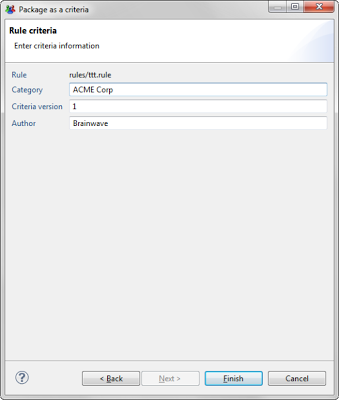 Package as a criteria
Rule criteria
Enter criteria information
Rule rules/ttt.rule
Category ACME Corp
Criteria version 1
Author Brainwave
? < Back Next > Finish Cancel